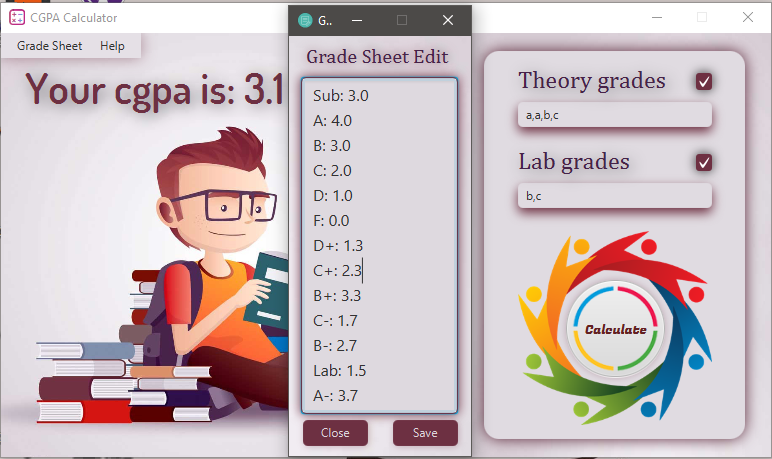 CGPA Calculator
Grade Sheet Help
Your cgpa is: 3.1
G..
Grade Sheet Edit
Sub: 3.0
A: 4.0
B: 3.0
C: 2.0
D: 1.0
F: 0.0
D+: 1.3
C+: 2.3
B+: 3.3
C-: 1.7
B-: 2.7
Lab: 1.5
A-: 3.7
Close Save
Theory grades
a,a,b,c
Lab grades
b,c
Calculate